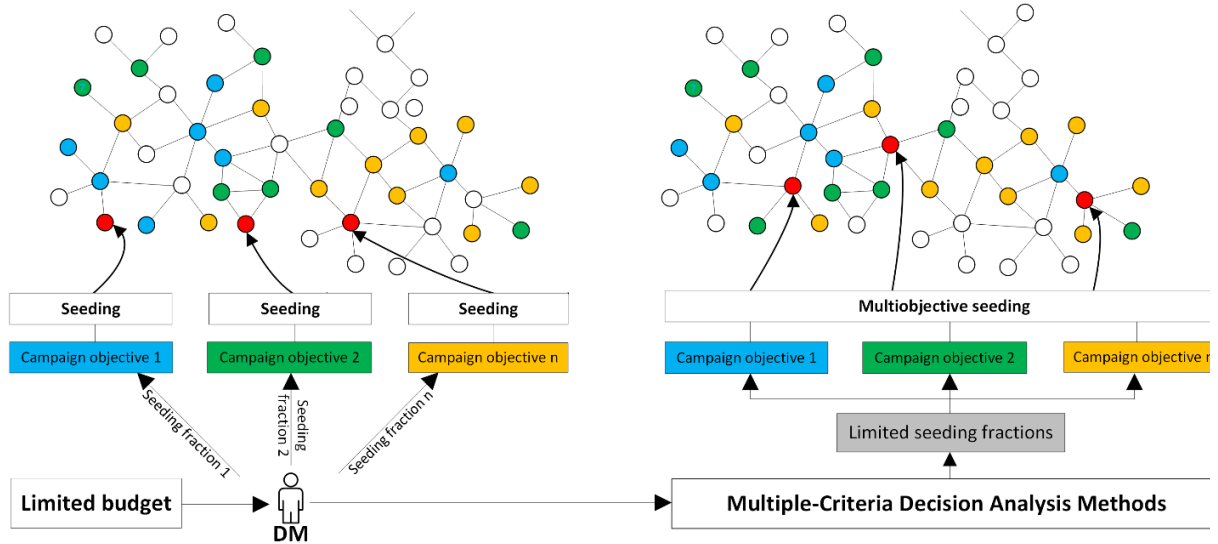 Seeding
Seeding
Seeding
Campaign objective 1
Campaign objective 2
Campaign objective n
Seeding fraction 1
Seeding
fraction 2
Seeding fraction n
Limited budget
DM
Multiobjective seeding
Campaign objective 1
Campaign objective 2
Campaign objective n
Limited seeding fractions
Multiple-Criteria Decision Analysis Methods